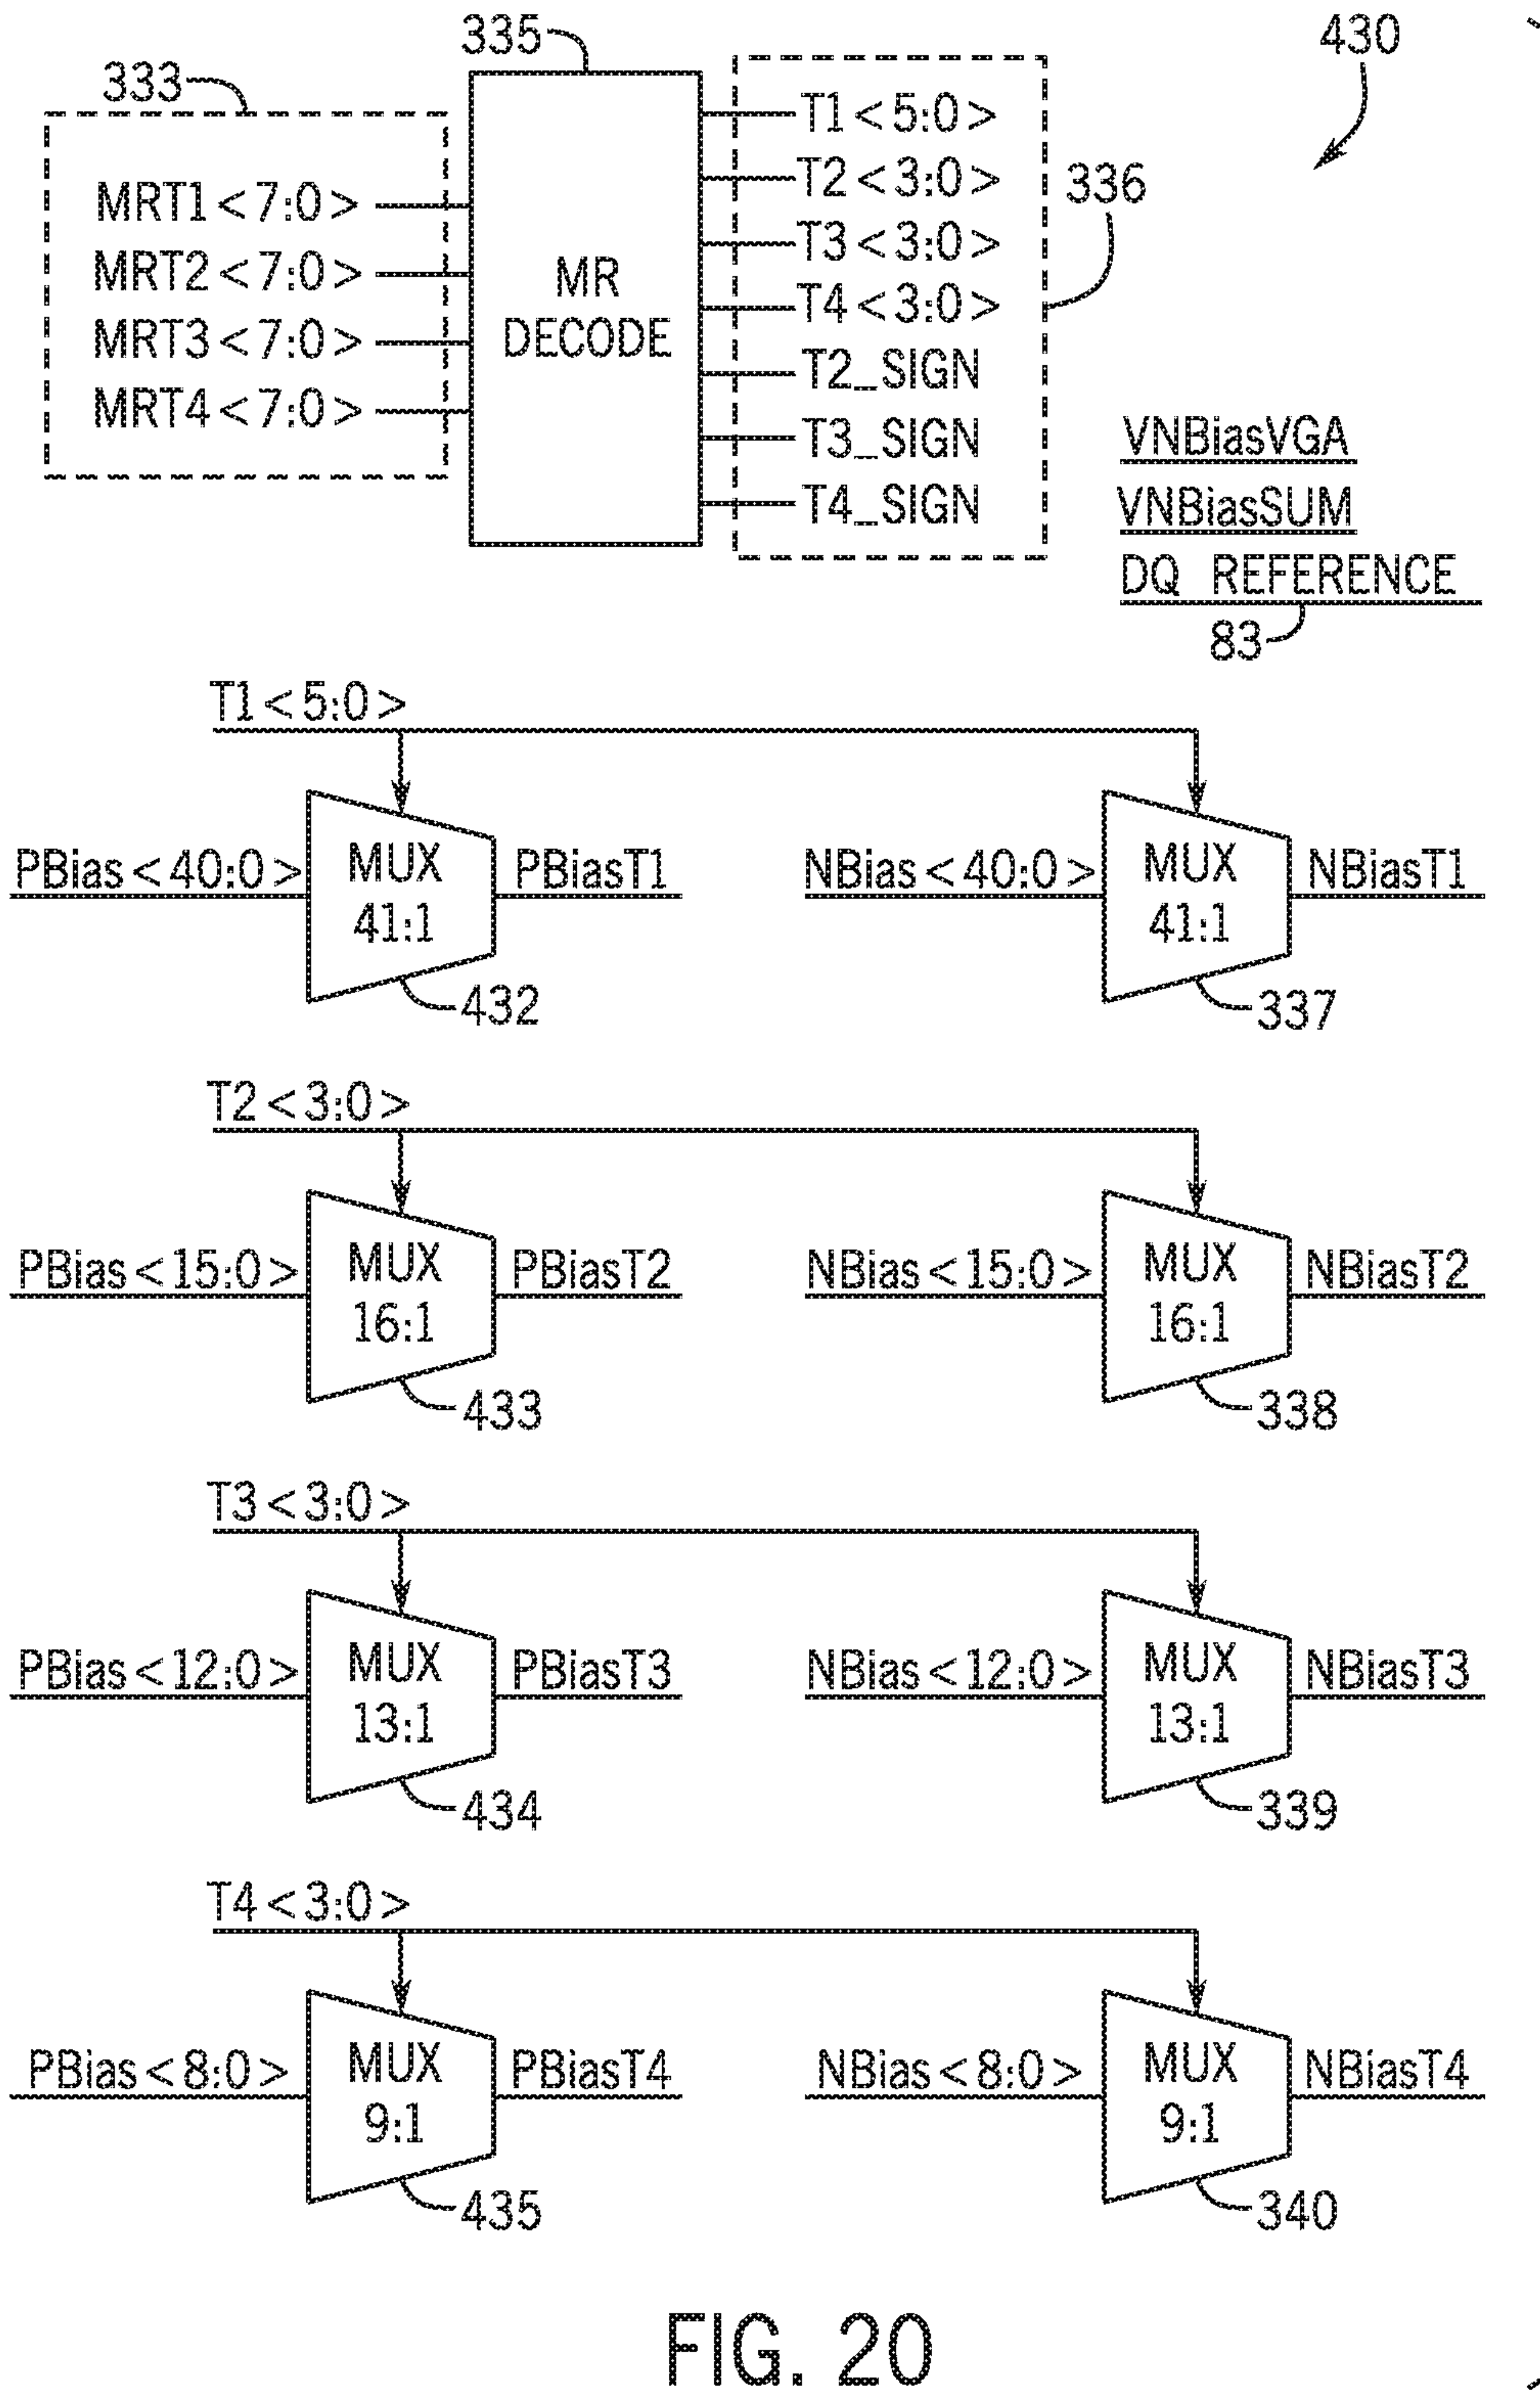 335
430
333
T1<5:0>
T2<3:0>
336
MRT1<7:0>
T3<3:0>
MRT2<7:0>
MR
DECODE
T4<3:0>
MRT3<7:0>
T2_SIGN
MRT4<7:0>
T3_SIGN
VNBiasVGA
T4_SIGN
VNBiasSUM
DQ REFERENCE
83
T1<5:0>
PBias<40:0>
MUX
41:1
PBiasT1
432
NBias<40:0>
MUX
41:1
NBiasT1
337
T2<3:0>
PBias<15:0>
MUX
16:1
PBiasT2
433
NBias<15:0>
MUX
16:1
NBiasT2
338
T3<3:0>
PBias<12:0>
MUX
13:1
PBiasT3
434
NBias<12:0>
MUX
13:1
NBiasT3
339
T4<3:0>
PBias<8:0>
MUX
9:1
PBiasT4
435
NBias<8:0>
MUX
9:1
NBiasT4
340
FIG. 20